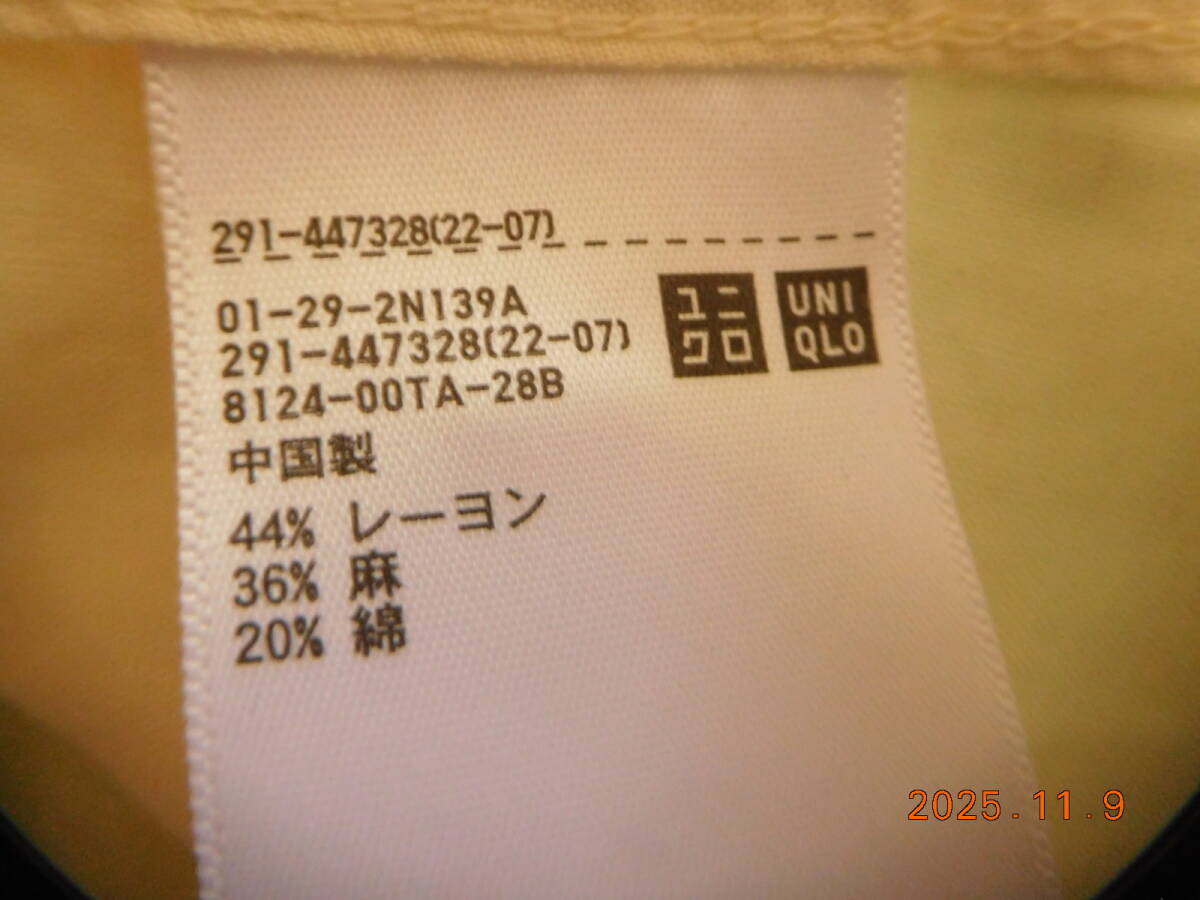 291-447328(22-07)
01-29-2N139A
291-447328(22-07)
8124-00TA-28B
ユニ
クロ
UNI
QLO
中国製
44% レーヨン
36% 麻
20% 綿
2025.11.9